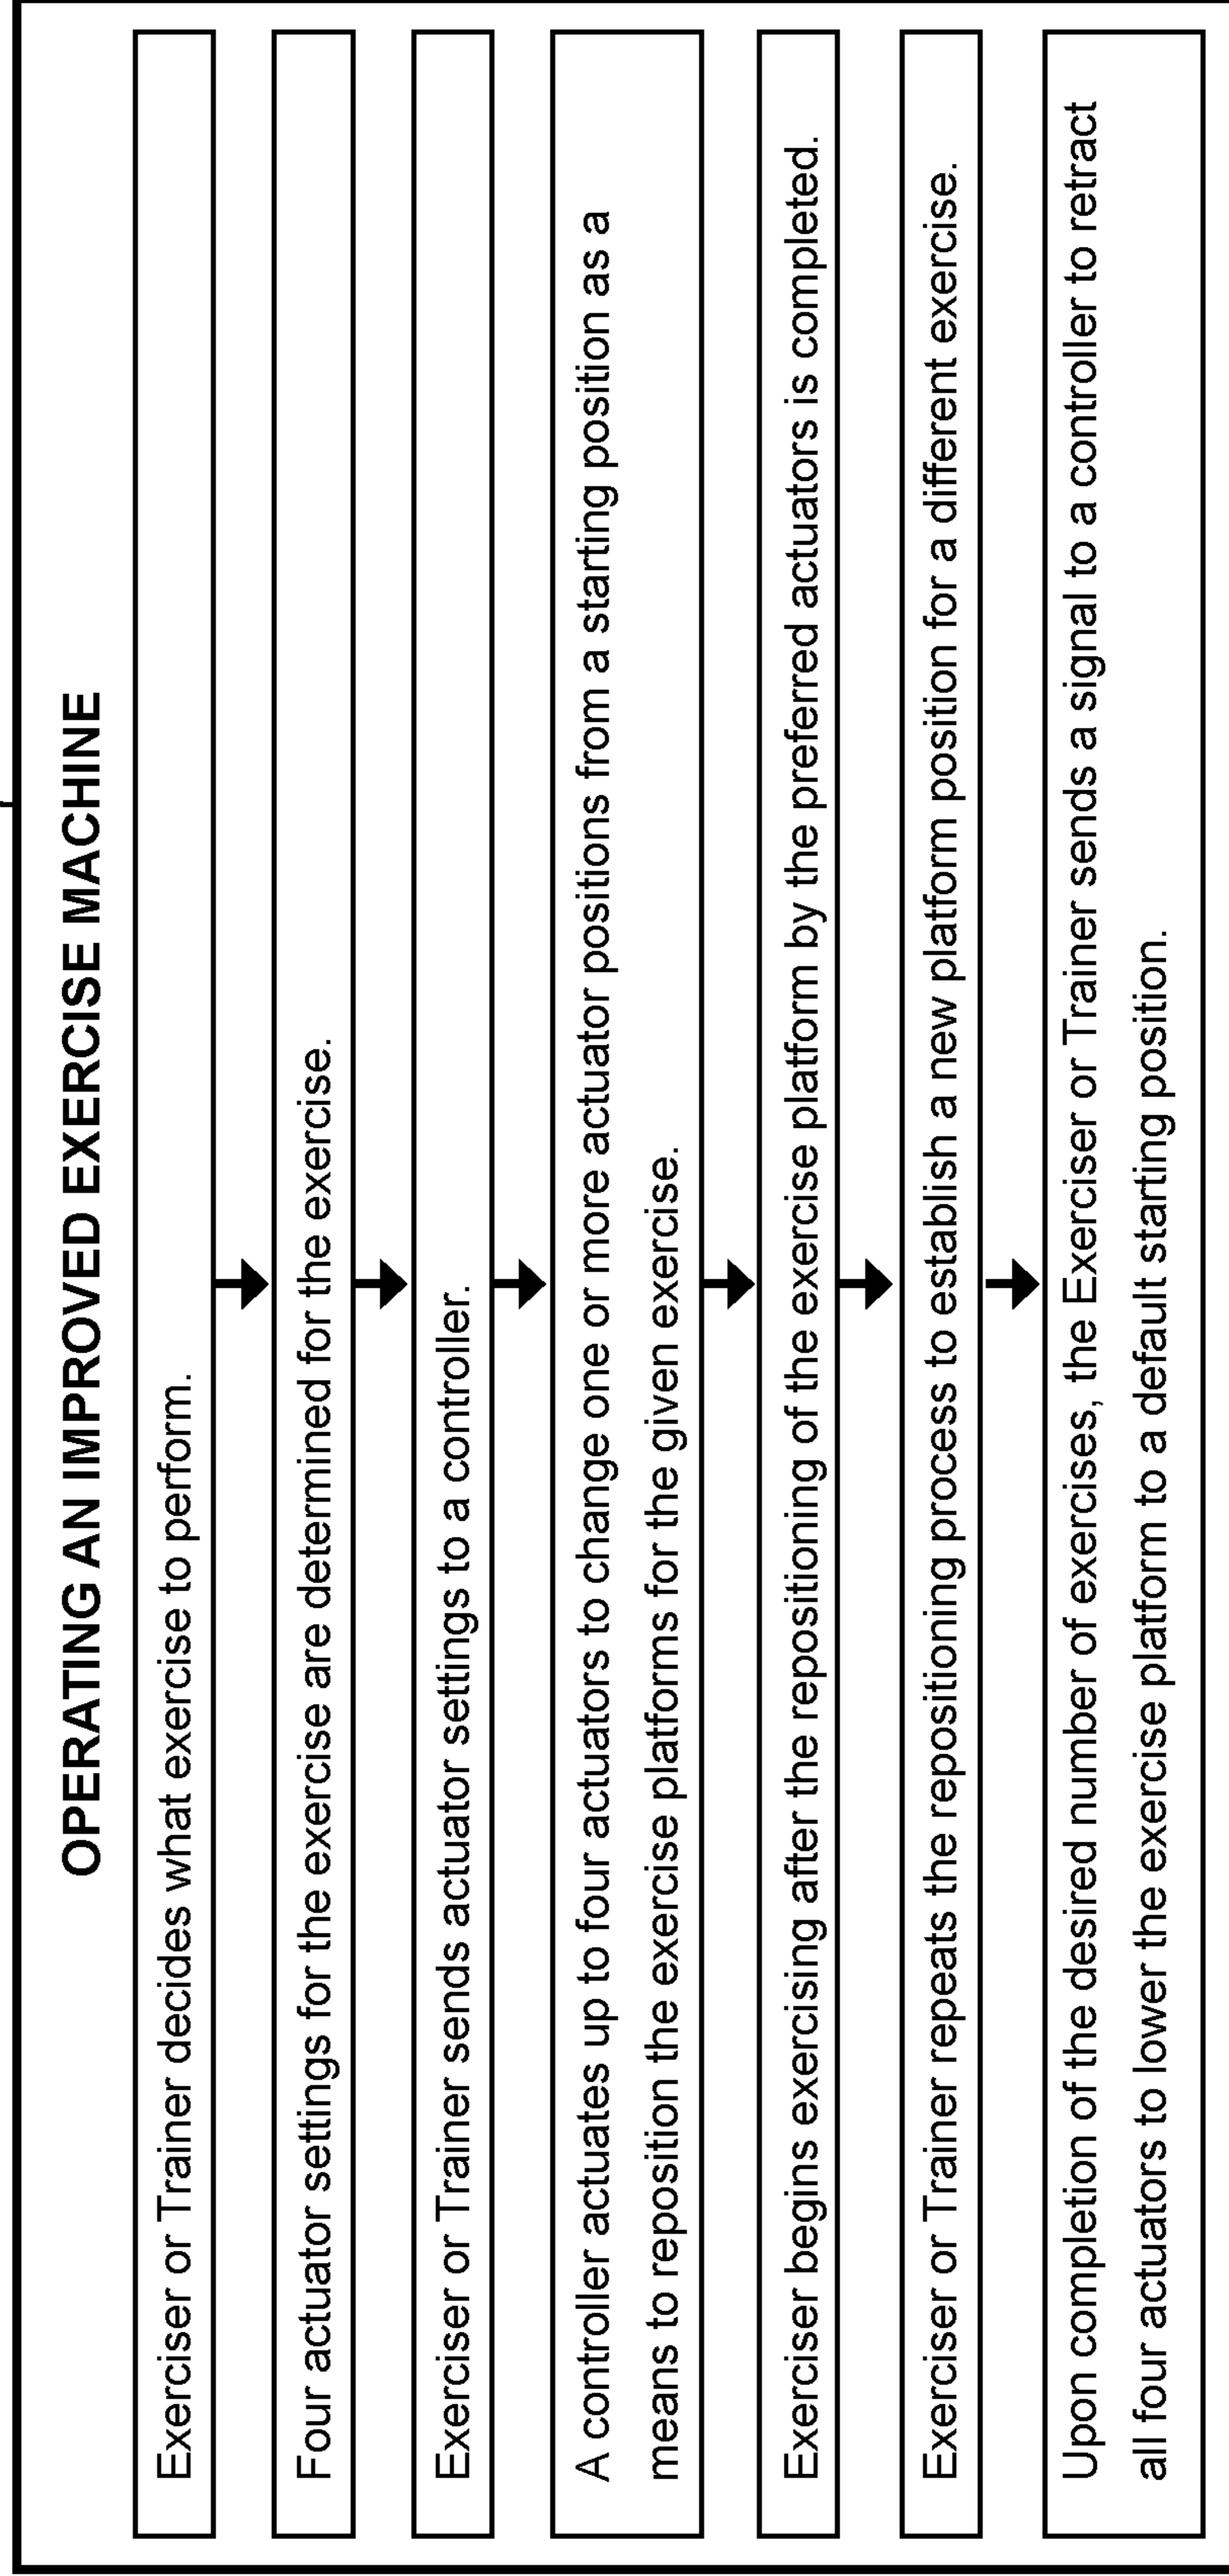 OPERATING AN IMPROVED EXERCISE MACHINE
Exerciser or Trainer decides what exercise to perform.
Four actuator settings for the exercise are determined for the exercise.
Exerciser or Trainer sends actuator settings to a controller.
A controller actuates up to four actuators to change one or more actuator positions from a starting position as a
means to reposition the exercise platforms for the given exercise.
Exerciser begins exercising after the repositioning of the exercise platform by the preferred actuators is completed.
Exerciser or Trainer repeats the repositioning process to establish a new platform position for a different exercise.
Upon completion of the desired number of exercises, the Exerciser or Trainer sends a signal to a controller to retract
all four actuators to lower the exercise platform to a default starting position.